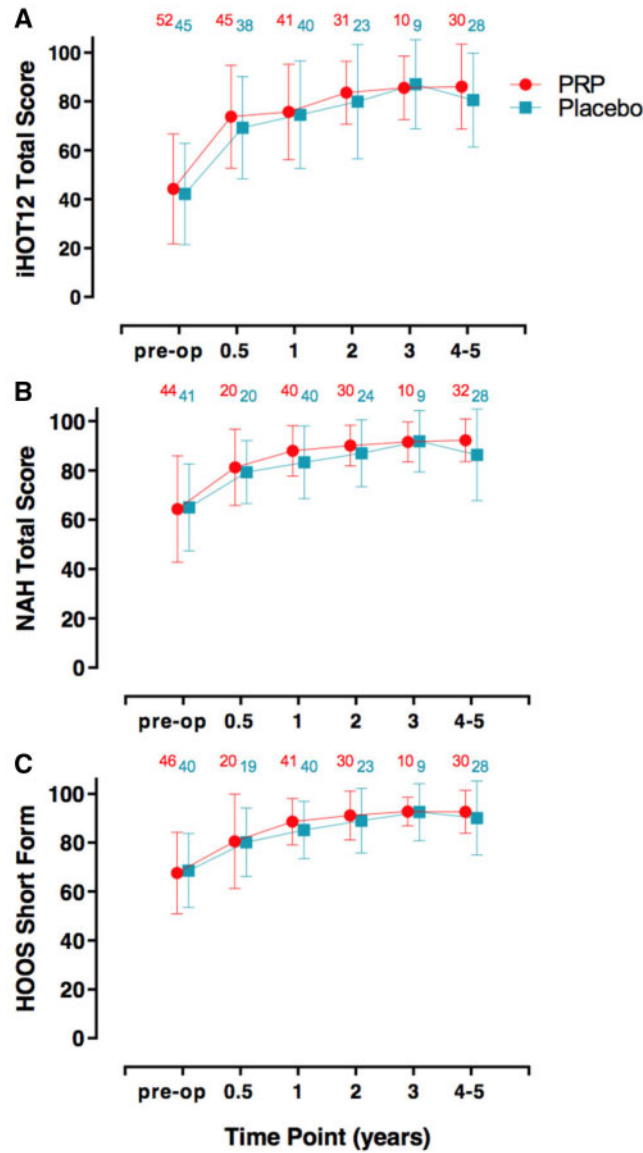 A
52 45 45 38 41 40 31 23 10 9 30 28
iHOT12 Total Score
100
80
60
40
20
0
PRP
Placebo
pre-op 0.5 1 2 3 4-5
B
44 41 20 20 40 40 30 24 10 9 32 28
NAH Total Score
100
80
60
40
20
0
pre-op 0.5 1 2 3 4-5
C
46 40 20 19 41 40 30 23 10 9 30 28
HOOS Short Form
100
80
60
40
20
0
pre-op 0.5 1 2 3 4-5
Time Point (years)